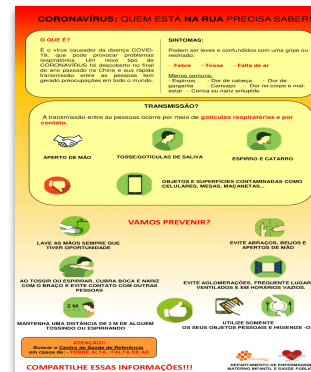 CORONAVÍRUS: QUEM ESTÁ NA RUA PRECISA SABER!
O QUE É?
É o vírus causador da doença COVID-
19, que pode provocar problemas
respiratórios. Um novo tipo de
CORONAVÍRUS foi descoberto no final
do ano passado na China e sua rápida
transmissão entre as pessoas tem
gerado preocupações em todo o mundo.
SINTOMAS:
Podem ser leves e confundidos com uma gripe ou
resfriado:
- Febre - Tosse - Falta de ar
Menos comuns:
- Espirros - Dor de cabeça - Dor de
garganta - Cansaço - Dor no corpo e mal-
estar - Coriza ou nariz entupido
TRANSMISSÃO?
A transmissão entre as pessoas ocorre por meio de gotículas respiratórias e por
contato.
APERTO DE MÃO
TOSSE/GOTÍCULAS DE SALIVA
ESPIRRO E CATARRO
OBJETOS E SUPERFÍCIES CONTAMINADAS COMO
CELULARES, MESAS, MAÇANETAS...
VAMOS PREVENIR?
LAVE AS MÃOS SEMPRE QUE
TIVER OPORTUNIDADE
EVITE ABRAÇOS, BEIJOS E
APERTOS DE MÃO
AO TOSSIR OU ESPIRRAR, CUBRA BOCA E NARIZ
COM O BRAÇO E EVITE CONTATO COM OUTRAS
PESSOAS
EVITE AGLOMERAÇÕES, FREQUENTE LUGAR
VENTILADOS E EM HORÁRIOS VAZIOS.
2 M
MANTENHA UMA DISTÂNCIA DE 2 M DE ALGUÉM
TOSSINDO OU ESPIRRANDO
UTILIZE SOMENTE
OS SEUS OBJETOS PESSOAIS E HIGIENIZE -O
ATENÇÃO!!
Buscar o Centro de Saúde de Referência
em casos de: - FEBRE ALTA - FALTA DE AR
COMPARTILHE ESSAS INFORMAÇÕES!!!
DEPARTAMENTO DE ENFERMAGEM
MATERNO INFANTIL E SAÚDE PÚBLIC